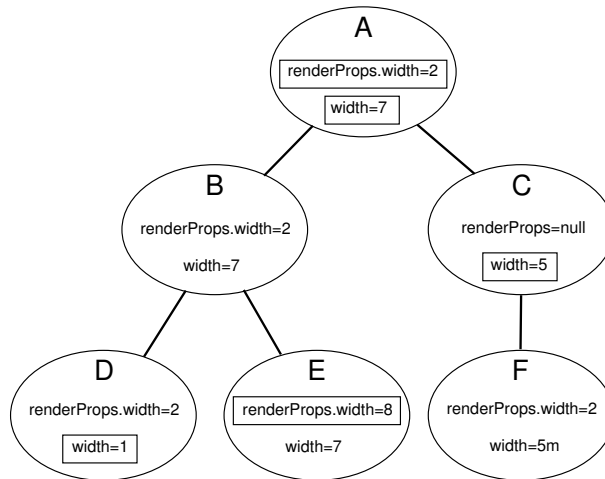 A
renderProps.width=2
width=7
B
renderProps.width=2
width=7
C
renderProps=null
width=5
D
renderProps.width=2
width=1
E
renderProps.width=8
width=7
F
renderProps.width=2
width=5m